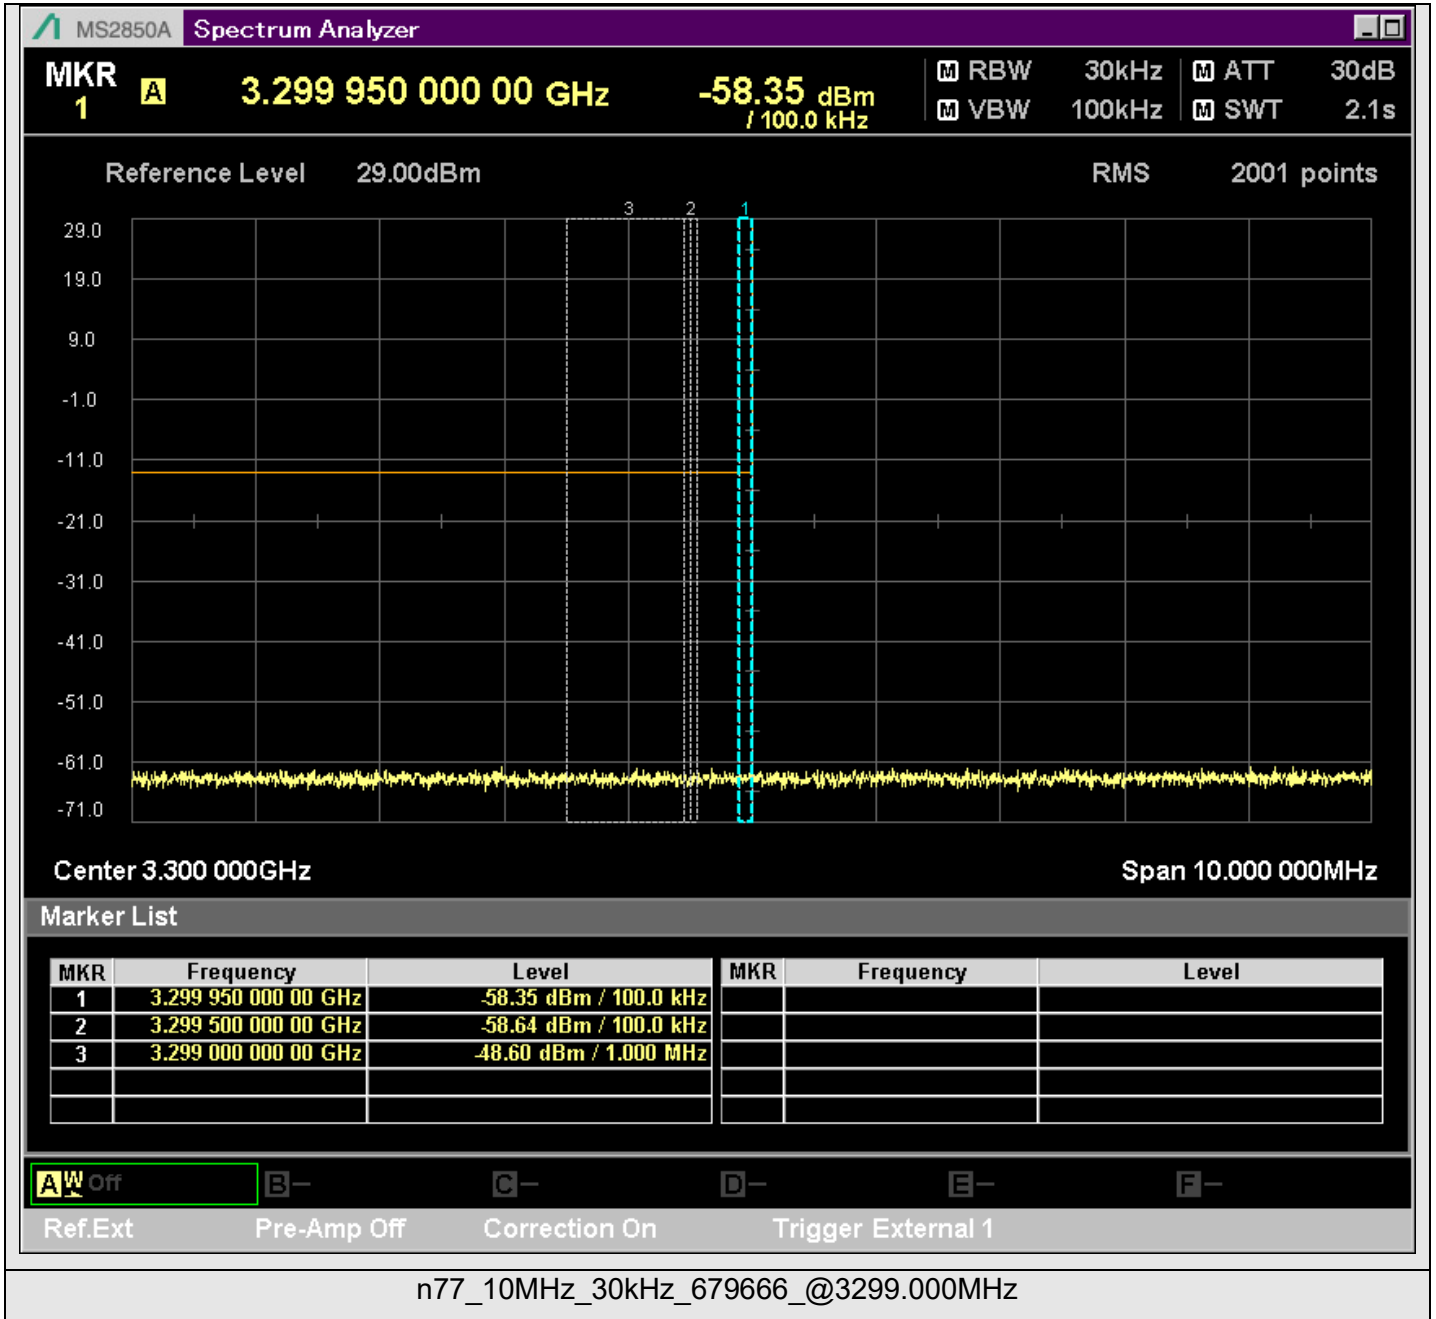 MS2850A Spectrum Analyzer
MKR 1 A 3.299 950 000 00 GHz -58.35 dBm / 100.0 kHz
M RBW 30kHz M ATT 30dB
M VBW 100kHz M SWT 2.1s
Reference Level 29.00dBm RMS 2001 points
3 2 1
29.0
19.0
9.0
-1.0
-11.0
-21.0
-31.0
-41.0
-51.0
-61.0
-71.0
Center 3.300 000GHz Span 10.000 000MHz
Marker List
MKR Frequency Level MKR Frequency Level
1 3.299 950 000 00 GHz -58.35 dBm / 100.0 kHz
2 3.299 500 000 00 GHz -58.64 dBm / 100.0 kHz
3 3.299 000 000 00 GHz -48.60 dBm / 1.000 MHz
A W Off B- C- D- E- F-
Ref.Ext Pre-Amp Off Correction On Trigger External 1
n77_10MHz_30kHz_679666_@3299.000MHz